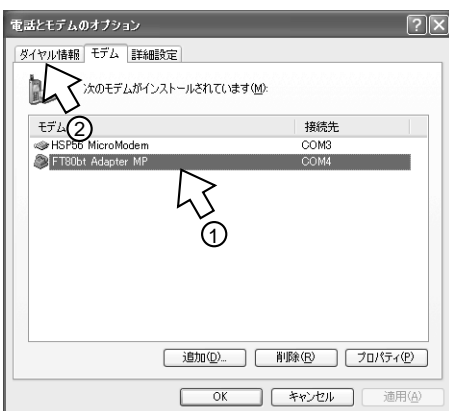 電話とモデムのオプション
ダイヤル情報 モデム 詳細設定
次のモデムがインストールされています(M):
モデム 接続先
HSP56 MicroModem COM3
FT80bt Adapter MP COM4
①
②
追加(D)... 削除(R) プロパティ(P)
OK キャンセル 適用(A)